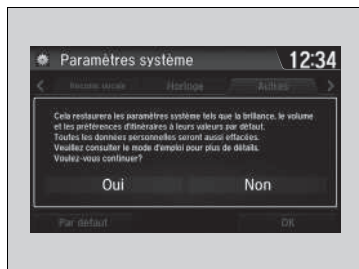 Paramètres système
12:34
Horloge
Autres
Cela restaurera les paramètres système tels que la brillance, le volume
et les préférences d'itinéraires à leurs valeurs par défaut.
Toutes les données personnelles seront aussi effacées.
Veuillez consulter le mode d'emploi pour plus de détails.
Voulez-vous continuer?
Oui
Non
Par défaut
OK